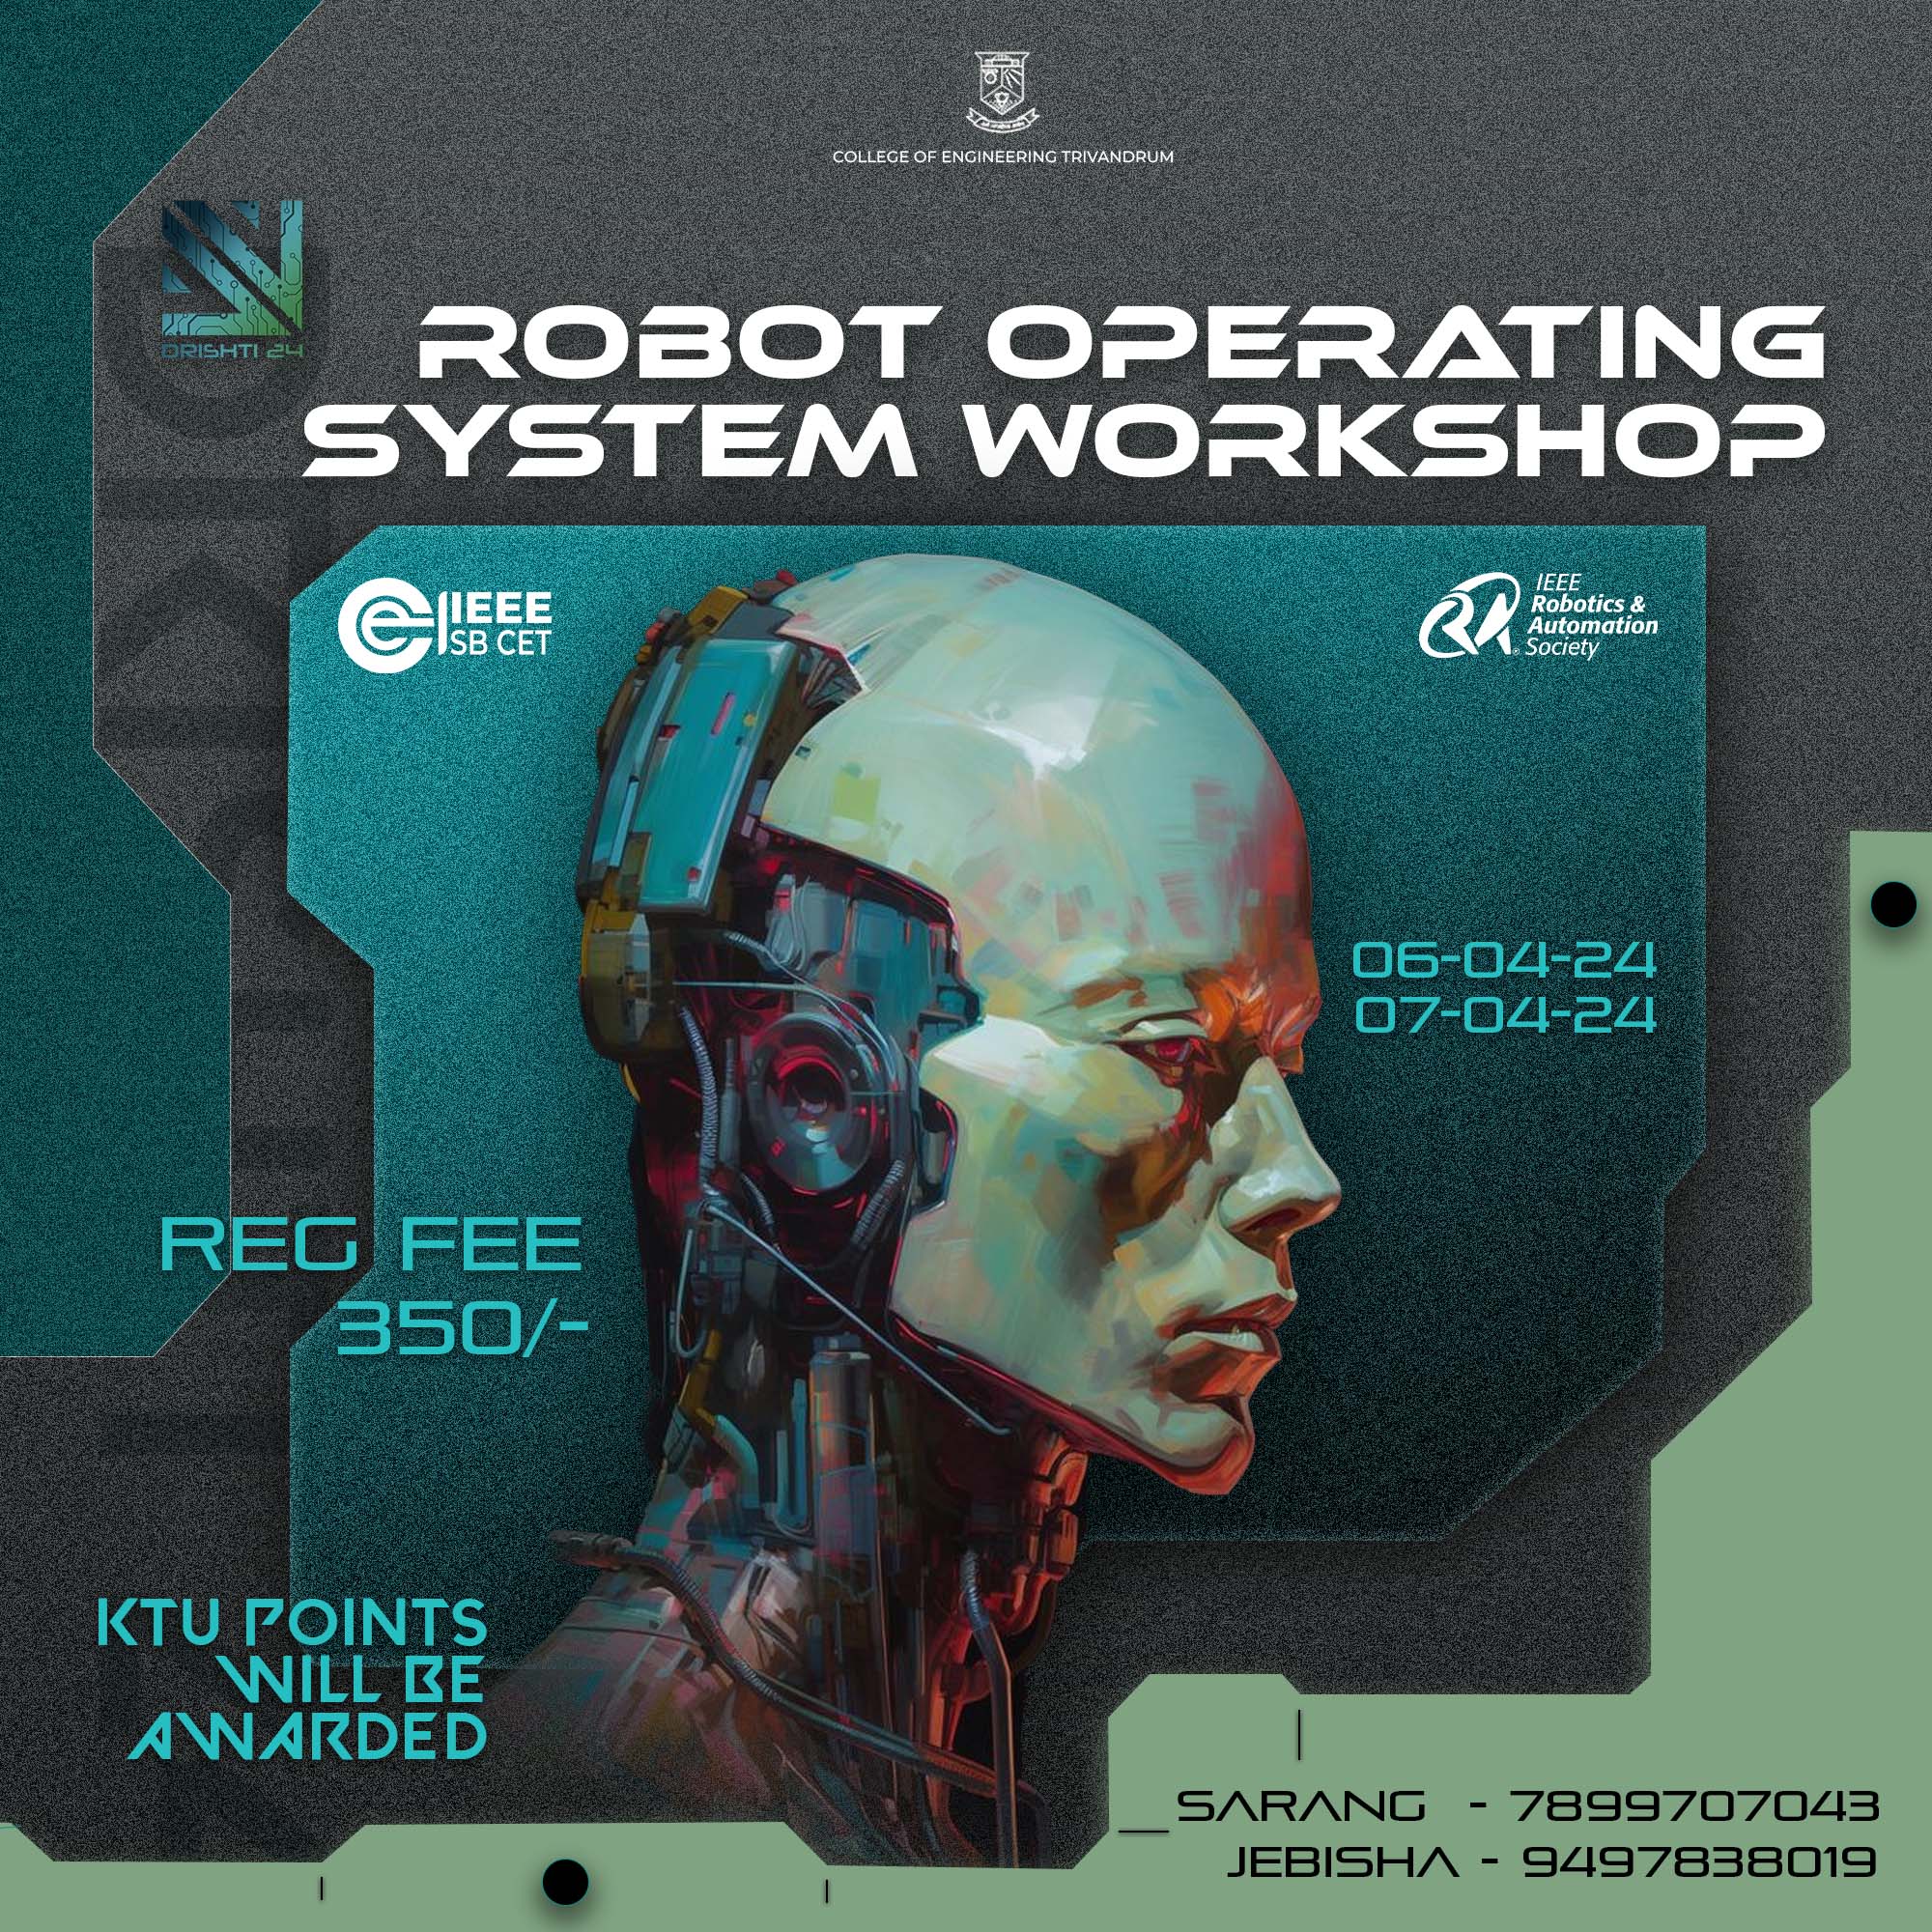 COLLEGE OF ENGINEERING TRIVANDRUM
DRISHTI 24
ROBOT OPERATING
SYSTEM WORKSHOP
IEEE
SB CET
IEEE
Robotics &
Automation
Society
06-04-24
07-04-24
REG FEE
350/-
KTU POINTS
WILL BE
AWARDED
SARANG - 7899707043
JEBISHA - 9497838019